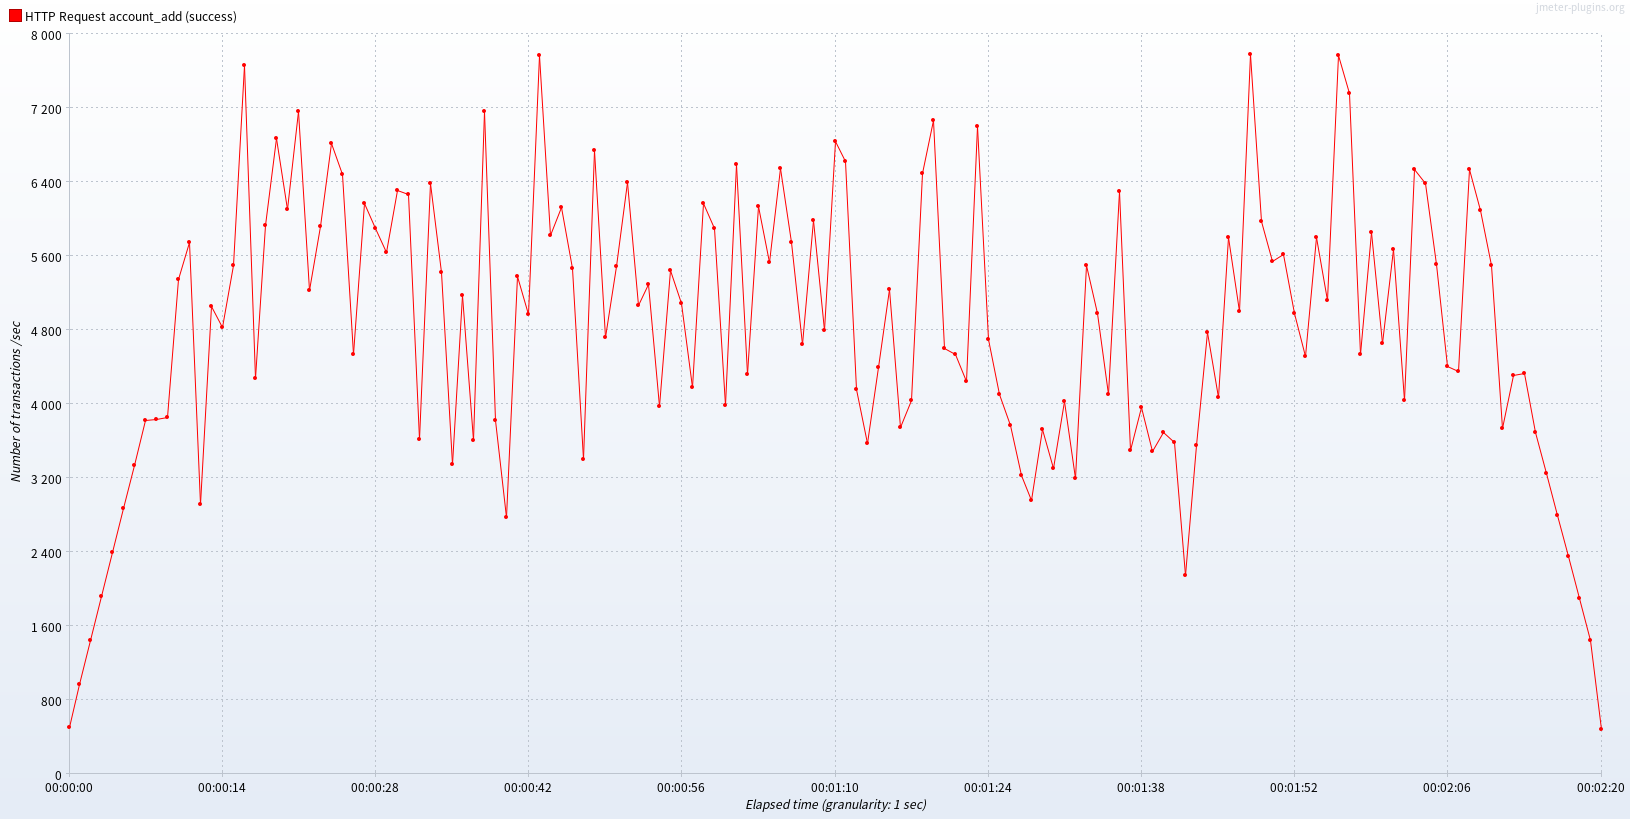 HTTP Request account_add (success)
jmeter-plugins.org
8 000
7 200
6 400
5 600
4 800
4 000
3 200
2 400
1 600
800
0
Number of transactions /sec
00:00:00 00:00:14 00:00:28 00:00:42 00:00:56 00:01:10 00:01:24 00:01:38 00:01:52 00:02:06 00:02:20
Elapsed time (granularity: 1 sec)